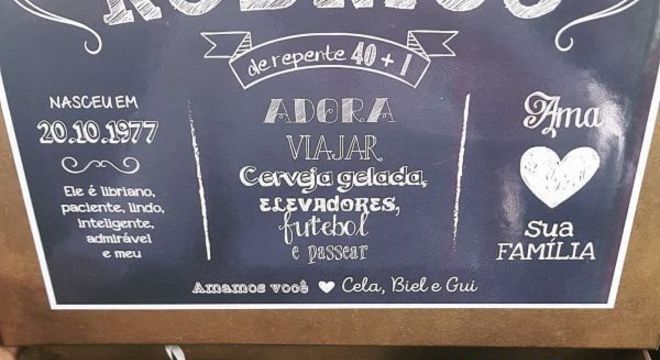 de repente 40 + 1
NASCEU EM
20.10.1977
Ele é libriano,
paciente, lindo,
inteligente,
admirável
e meu
ADORA
VIAJAR
Cerveja gelada,
ELEVADORES,
futebol
e passear
Ama
sua
FAMÍLIA
Amamos você Cela, Biel e Gui